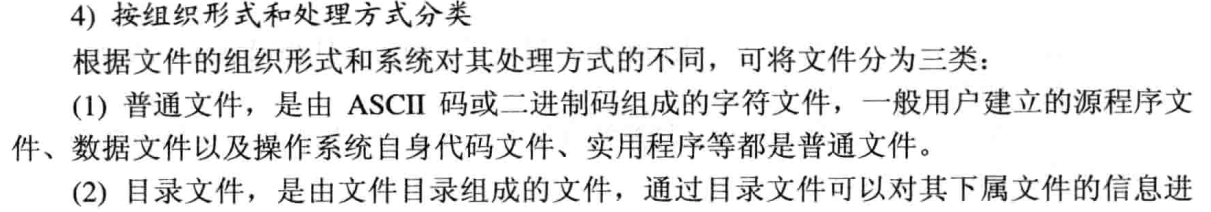 4) 按组织形式和处理方式分类
根据文件的组织形式和系统对其处理方式的不同，可将文件分为三类：
(1) 普通文件，是由 ASCII 码或二进制码组成的字符文件，一般用户建立的源程序文
件、数据文件以及操作系统自身代码文件、实用程序等都是普通文件。
(2) 目录文件，是由文件目录组成的文件，通过目录文件可以对其下属文件的信息进